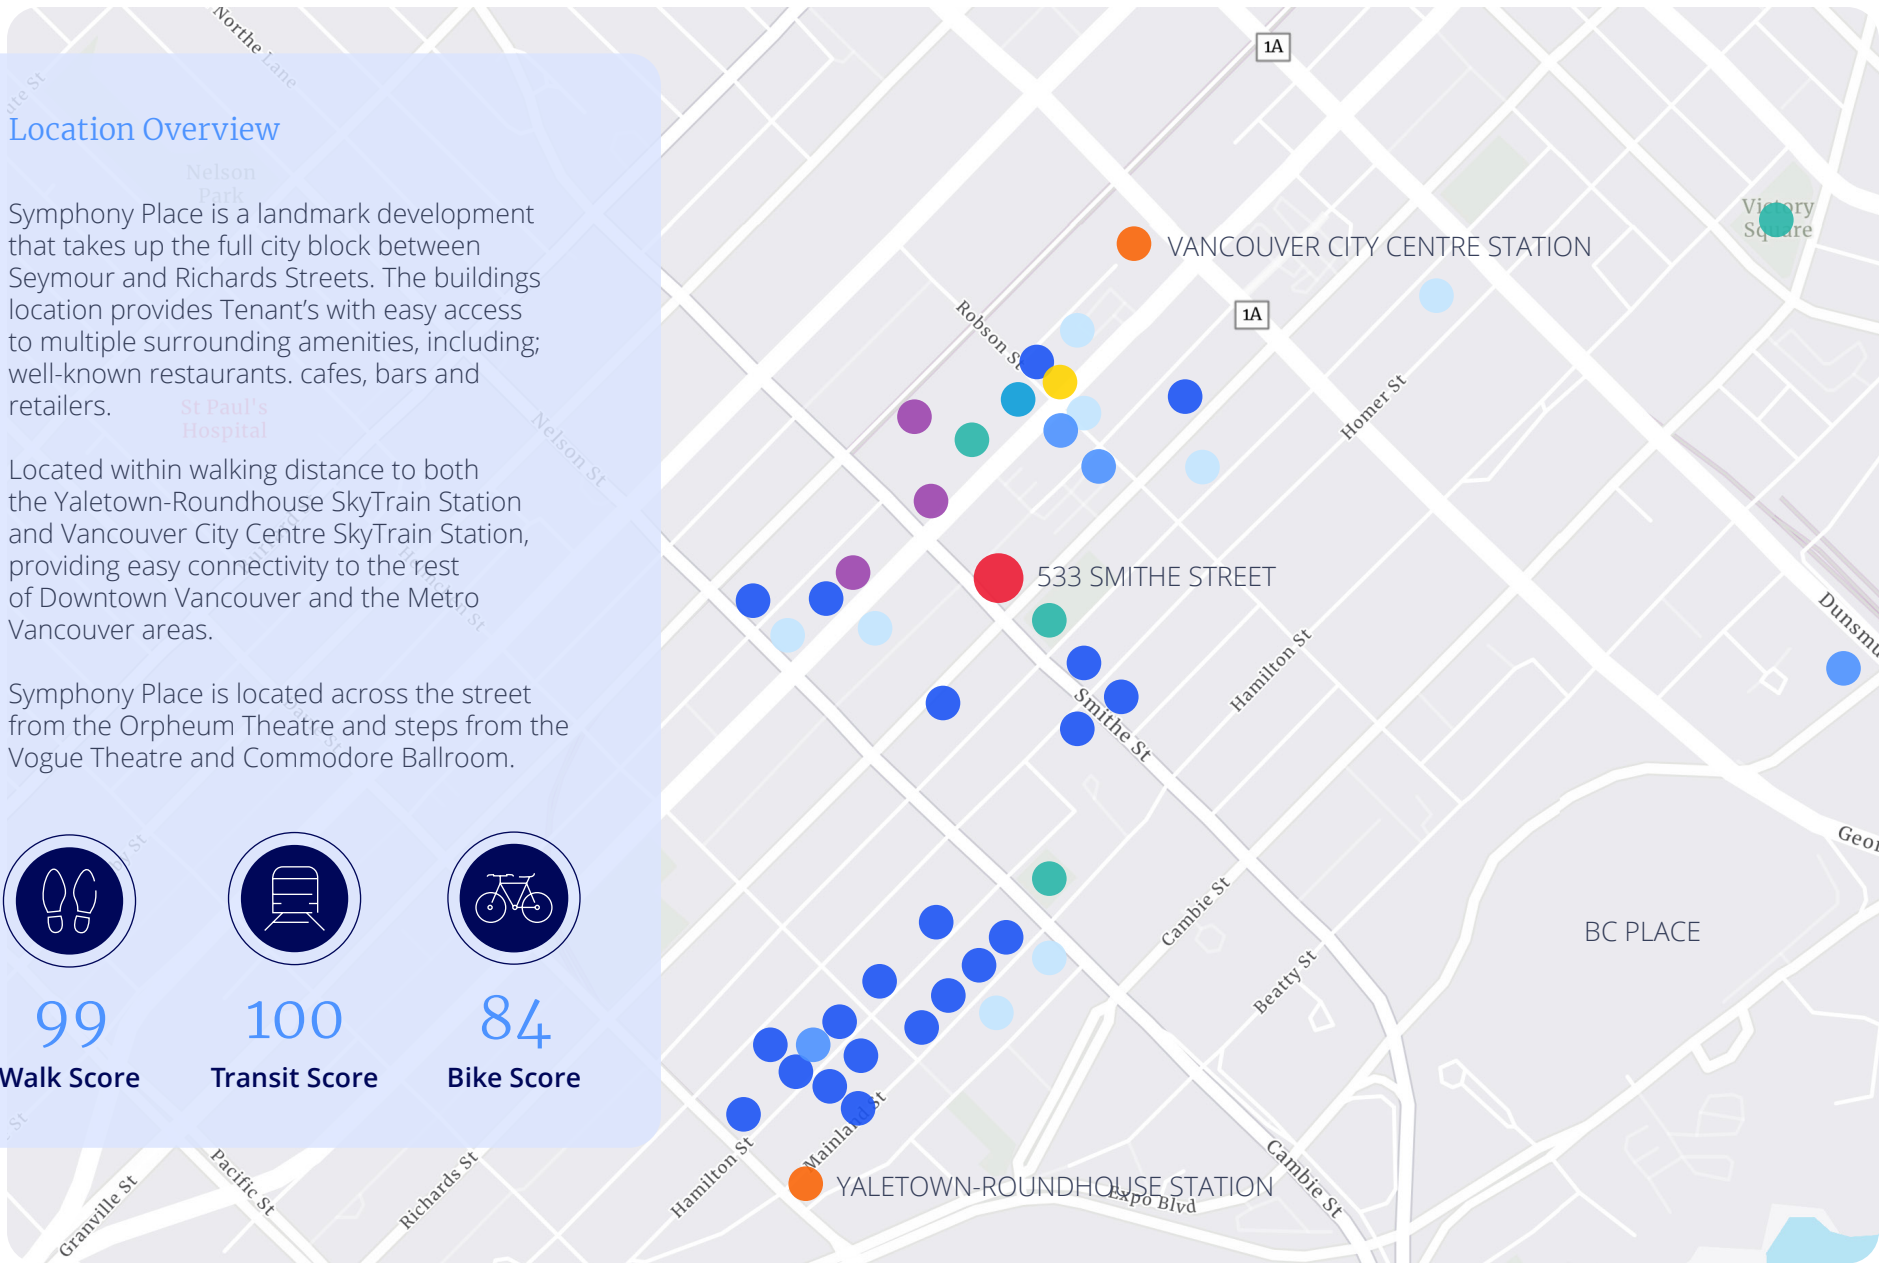 Northe Lane
Location Overview
Nelson
Park
Symphony Place is a landmark development
that takes up the full city block between
Seymour and Richards Streets. The buildings
location provides Tenant’s with easy access
to multiple surrounding amenities, including;
well-known restaurants. cafes, bars and
retailers.
St Paul's
Hospital
Nelson St
Located within walking distance to both
the Yaletown-Roundhouse SkyTrain Station
and Vancouver City Centre SkyTrain Station,
providing easy connectivity to the rest
of Downtown Vancouver and the Metro
Vancouver areas.
Symphony Place is located across the street
from the Orpheum Theatre and steps from the
Vogue Theatre and Commodore Ballroom.
99
Walk Score
100
Transit Score
84
Bike Score
1A
VANCOUVER CITY CENTRE STATION
Victory
Square
1A
Robson St
Homer St
533 SMITHE STREET
Hamilton St
Smithe St
Cambie St
BC PLACE
Beatty St
Mainland St
Hamilton St
YALETOWN-ROUNDHOUSE STATION
Expo Blvd
Cambie St
Pacific St
Richards St
Granville St